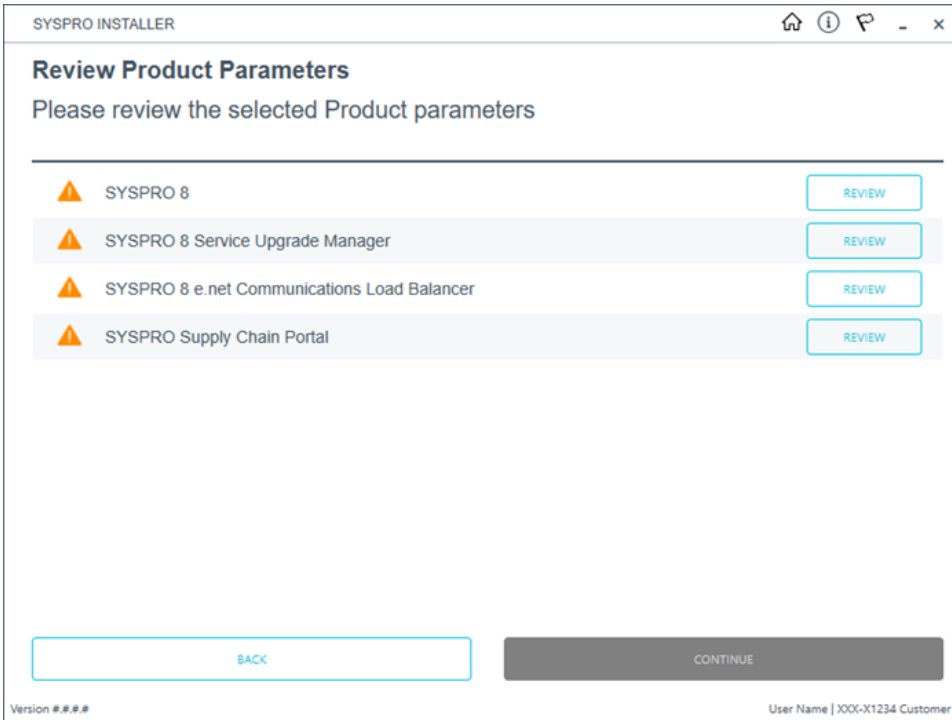 SYSPRO INSTALLER
Review Product Parameters
Please review the selected Product parameters
SYSPRO 8 REVIEW
SYSPRO 8 Service Upgrade Manager REVIEW
SYSPRO 8 e.net Communications Load Balancer REVIEW
SYSPRO Supply Chain Portal REVIEW
BACK CONTINUE
Version #.#.#.# User Name | XXX-X1234 Customer